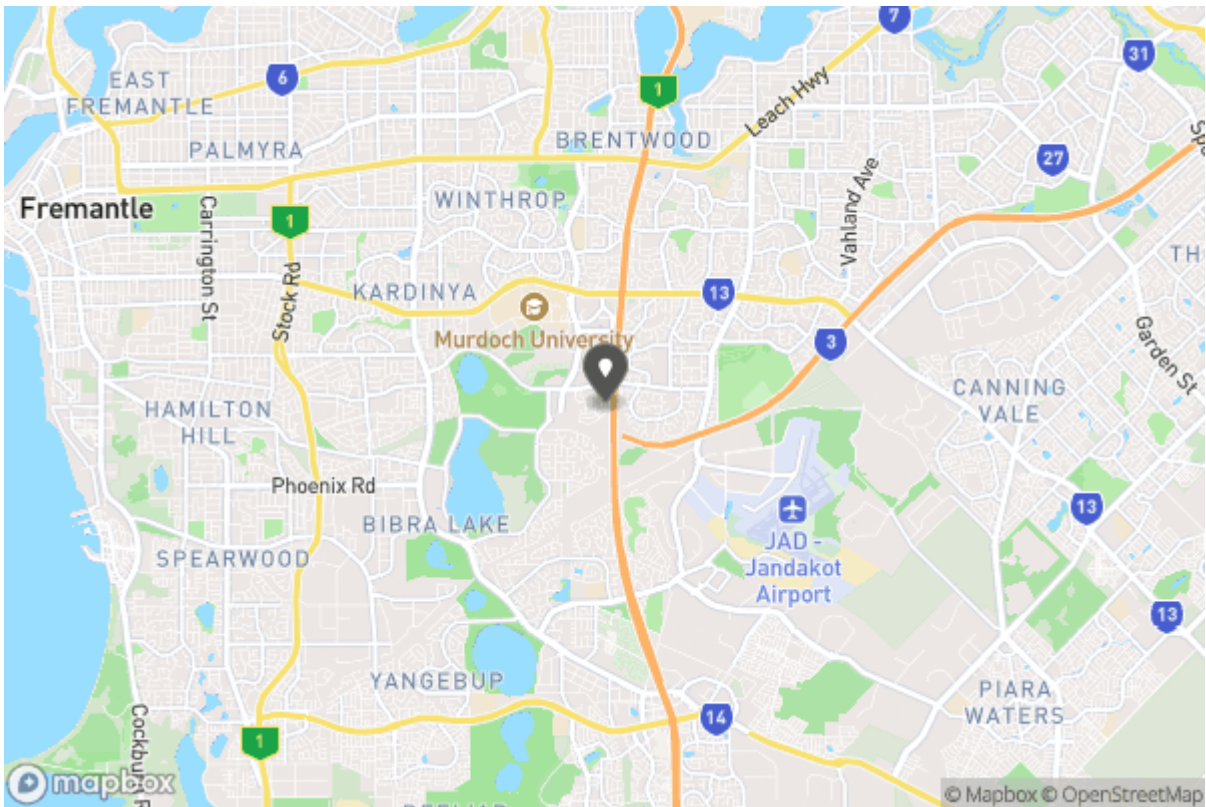 7
31
EAST
FREMANTLE
6
1
Leach Hwy
BRENTWOOD
PALMYRA
27
Vahland Ave
WINTHROP
Fremantle
Carrington St
1
Stock Rd
KARDINYA
13
Murdoch University
3
Garden St
CANNING
VALE
HAMILTON
HILL
Phoenix Rd
BIBRA LAKE
13
JAD -
Jandakot
Airport
SPEARWOOD
13
YANGEBUP
PIARA
WATERS
14
1
mapbox
© Mapbox © OpenStreetMap